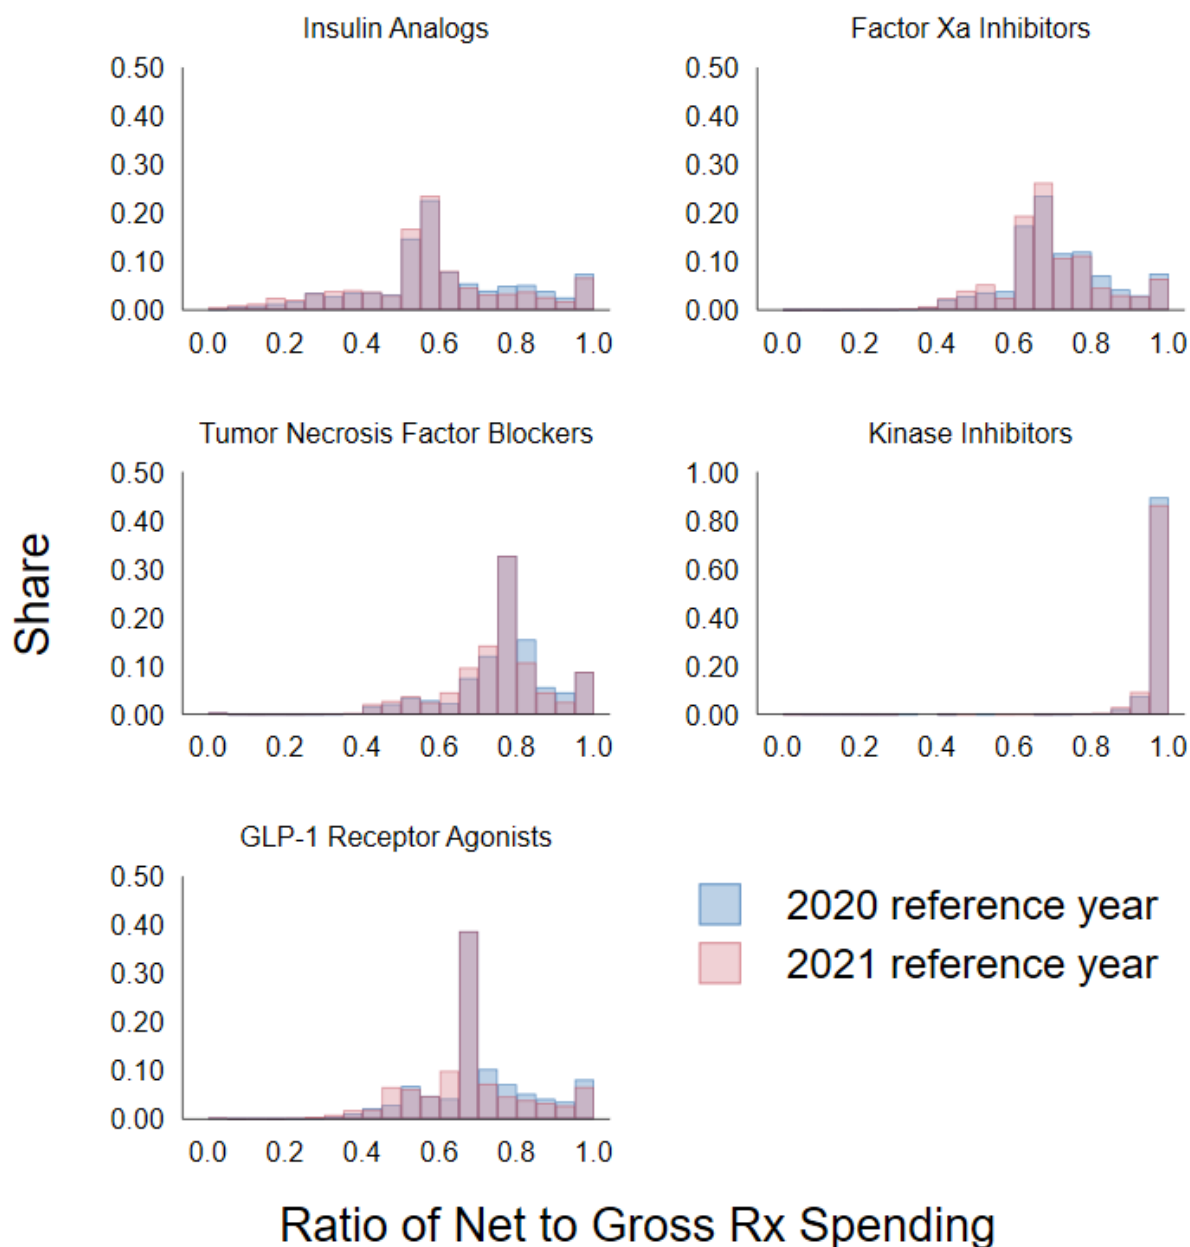 Insulin Analogs
0.50
0.40
0.30
0.20
0.10
0.00
0.0 0.2 0.4 0.6 0.8 1.0
Factor Xa Inhibitors
0.50
0.40
0.30
0.20
0.10
0.00
0.0 0.2 0.4 0.6 0.8 1.0
Share
Tumor Necrosis Factor Blockers
0.50
0.40
0.30
0.20
0.10
0.00
0.0 0.2 0.4 0.6 0.8 1.0
Kinase Inhibitors
1.00
0.80
0.60
0.40
0.20
0.00
0.0 0.2 0.4 0.6 0.8 1.0
GLP-1 Receptor Agonists
0.50
0.40
0.30
0.20
0.10
0.00
0.0 0.2 0.4 0.6 0.8 1.0
2020 reference year
2021 reference year
Ratio of Net to Gross Rx Spending